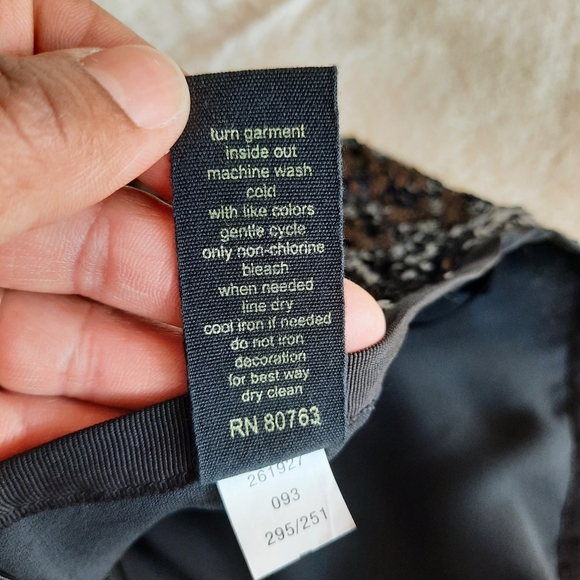 turn garment
inside out
machine wash
cold
with like colors
gentle cycle
only non-chlorine
bleach
when needed
line dry
cool iron if needed
do not iron
decoration
for best way
dry clean
RN 80763
261927
093
295/251